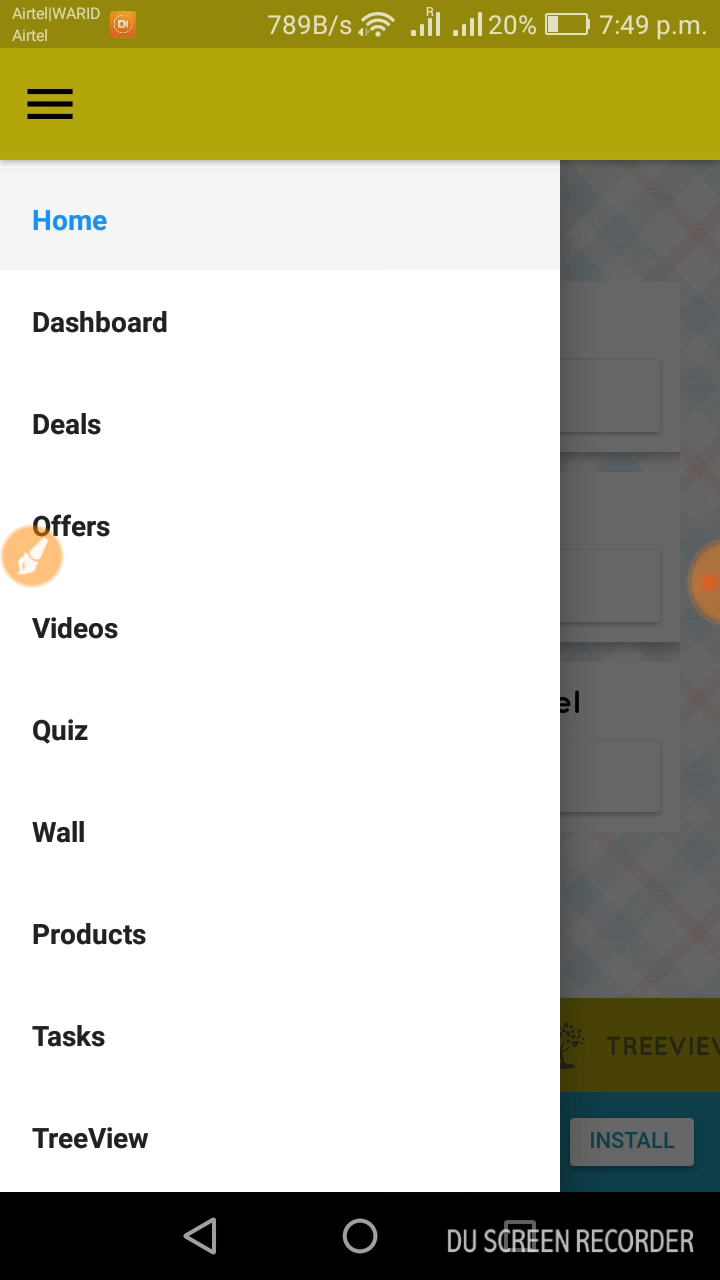 Airtel|WARID
Airtel
789B/s R 20% 7:49 p.m.
Home
Dashboard
Deals
Offers
Videos
Quiz
el
Wall
Products
Tasks
TREEVIEW
TreeView
INSTALL
DU SCREEN RECORDER